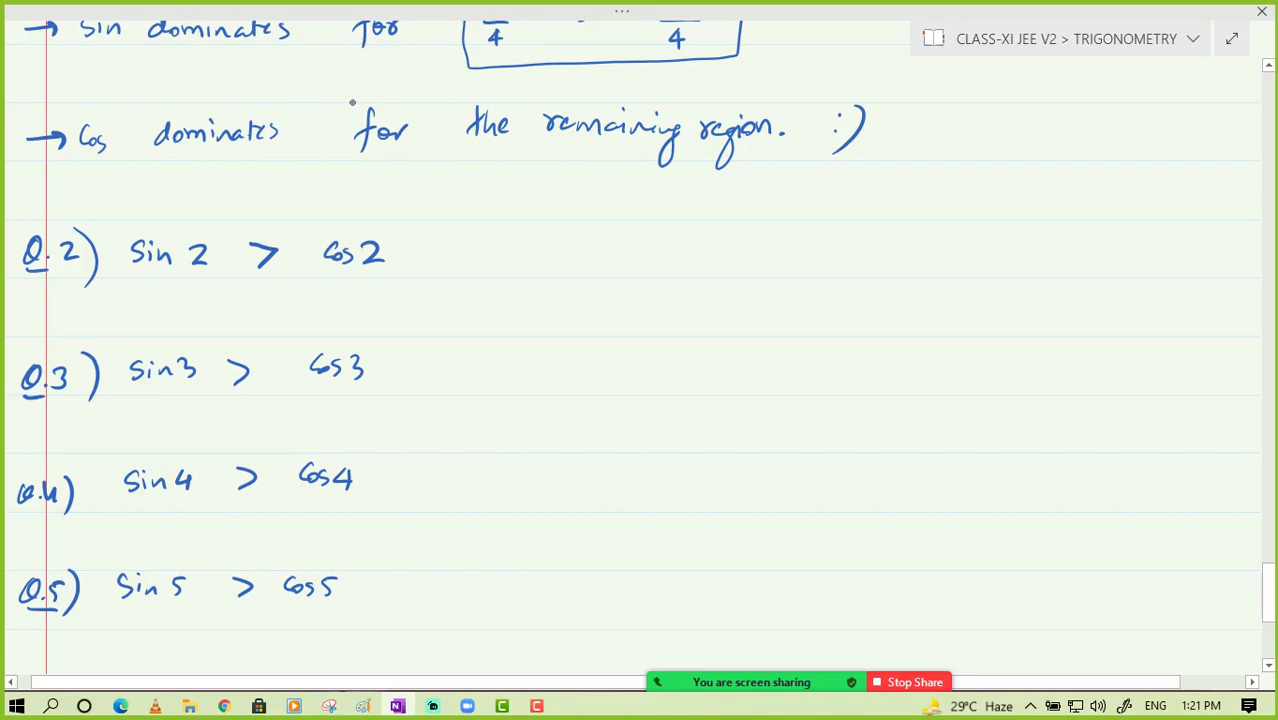 CLASS-XI JEE V2 > TRIGONOMETRY
→ Sin dominates for 4 4
→ Cos dominates for the remaining region. :)
Q.2) Sin 2 > Cos 2
Q.3) Sin 3 > Cos 3
Q.4) Sin 4 > Cos 4
Q.5) Sin 5 > Cos 5
You are screen sharing Stop Share
29°C Haze ENG 1:21 PM